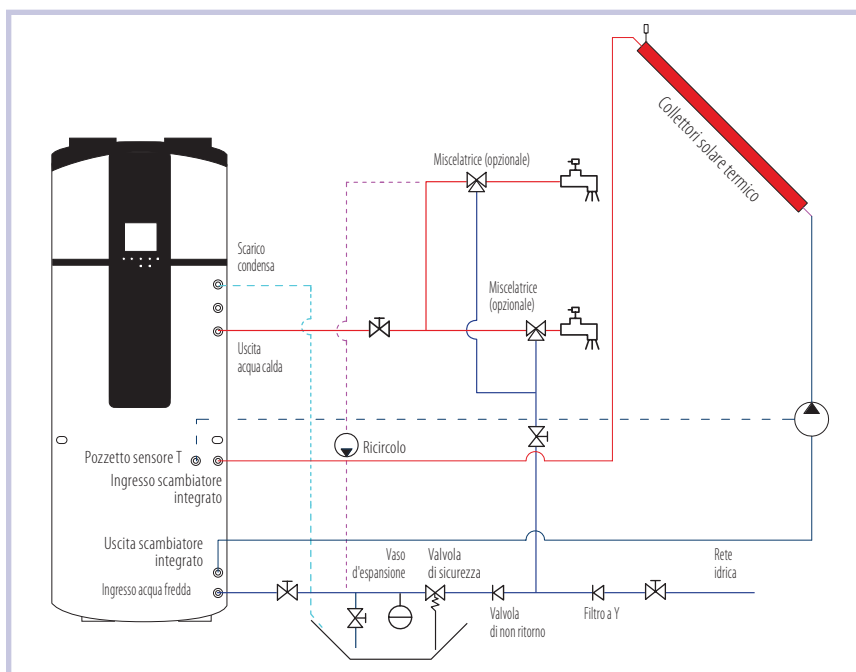 Collettori solare termico
Miscelatrice (opzionale)
Scarico
condensa
Miscelatrice
(opzionale)
Uscita
acqua calda
Ricircolo
Pozzetto sensore T
Ingresso scambiatore
integrato
Uscita scambiatore
integrato
Ingresso acqua fredda
Vaso
d'espansione
Valvola
di sicurezza
Valvola
di non ritorno
Filtro a Y
Rete
idrica